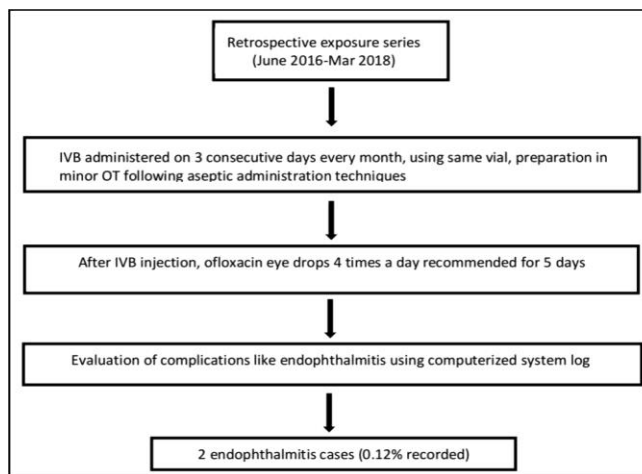 Retrospective exposure series
(June 2016-Mar 2018)
IVB administered on 3 consecutive days every month, using same vial, preparation in
minor OT following aseptic administration techniques
After IVB injection, ofloxacin eye drops 4 times a day recommended for 5 days
Evaluation of complications like endophthalmitis using computerized system log
2 endophthalmitis cases (0.12% recorded)